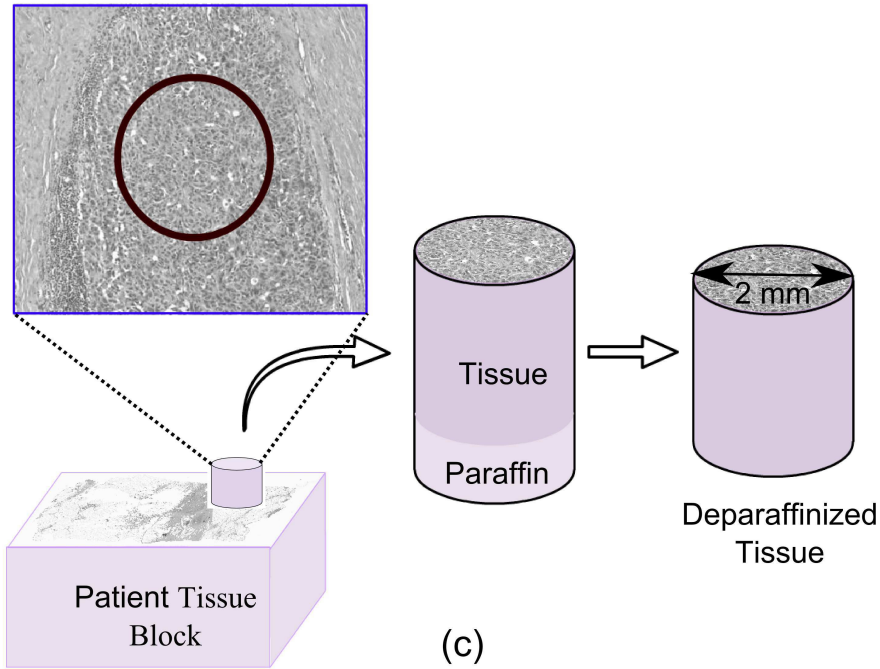 Tissue
Paraffin
2 mm
Deparaffinized
Tissue
Patient Tissue
Block
(c)